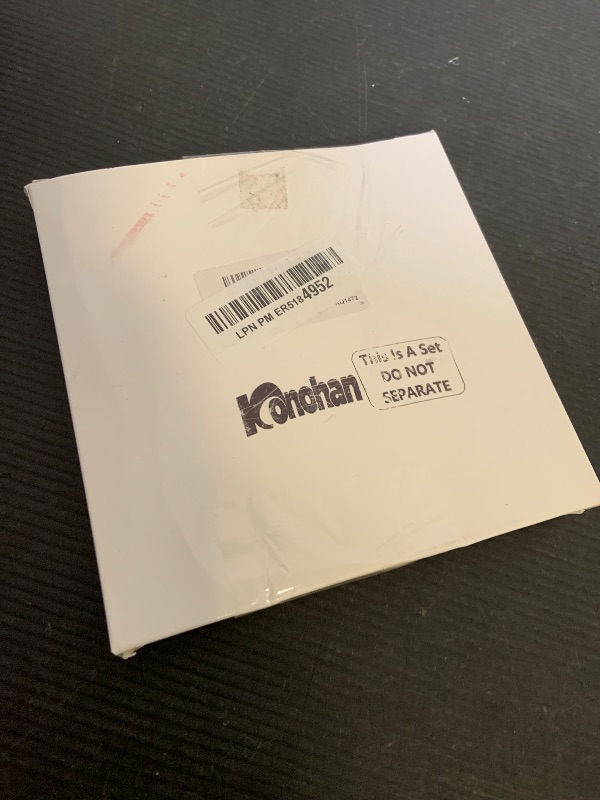 LPN PM ER5184952
Konohan
This Is A Set
DO NOT
SEPARATE